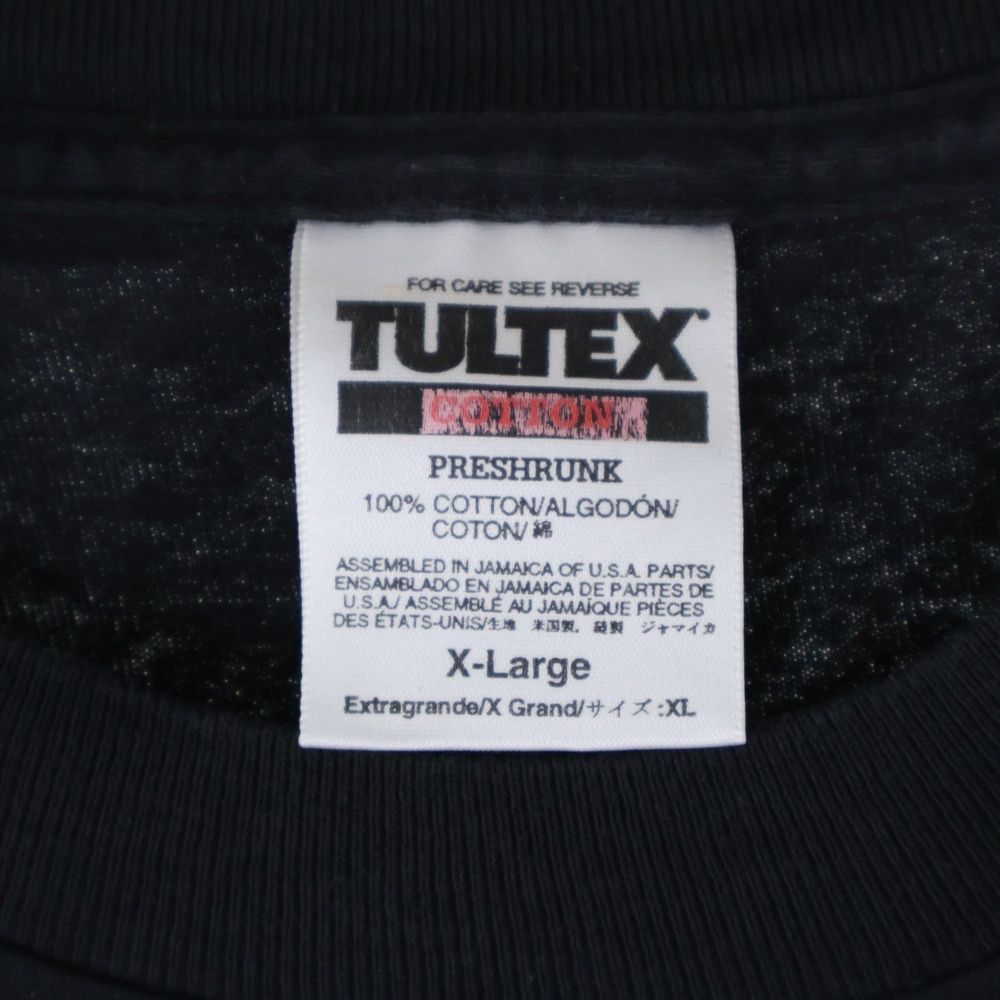 FOR CARE SEE REVERSE
TULTEX
COTTON
PRESHRUNK
100% COTTON/ALGODÓN/
COTON/綿
ASSEMBLED IN JAMAICA OF U.S.A. PARTS/
ENSAMBLADO EN JAMAICA DE PARTES DE
U.S.A./ ASSEMBLÉ AU JAMAÏQUE PIÈCES
DES ÉTATS-UNIS/生地 米国製, 縫製 ジャマイカ
X-Large
Extragrande/X Grand/サイズ:XL